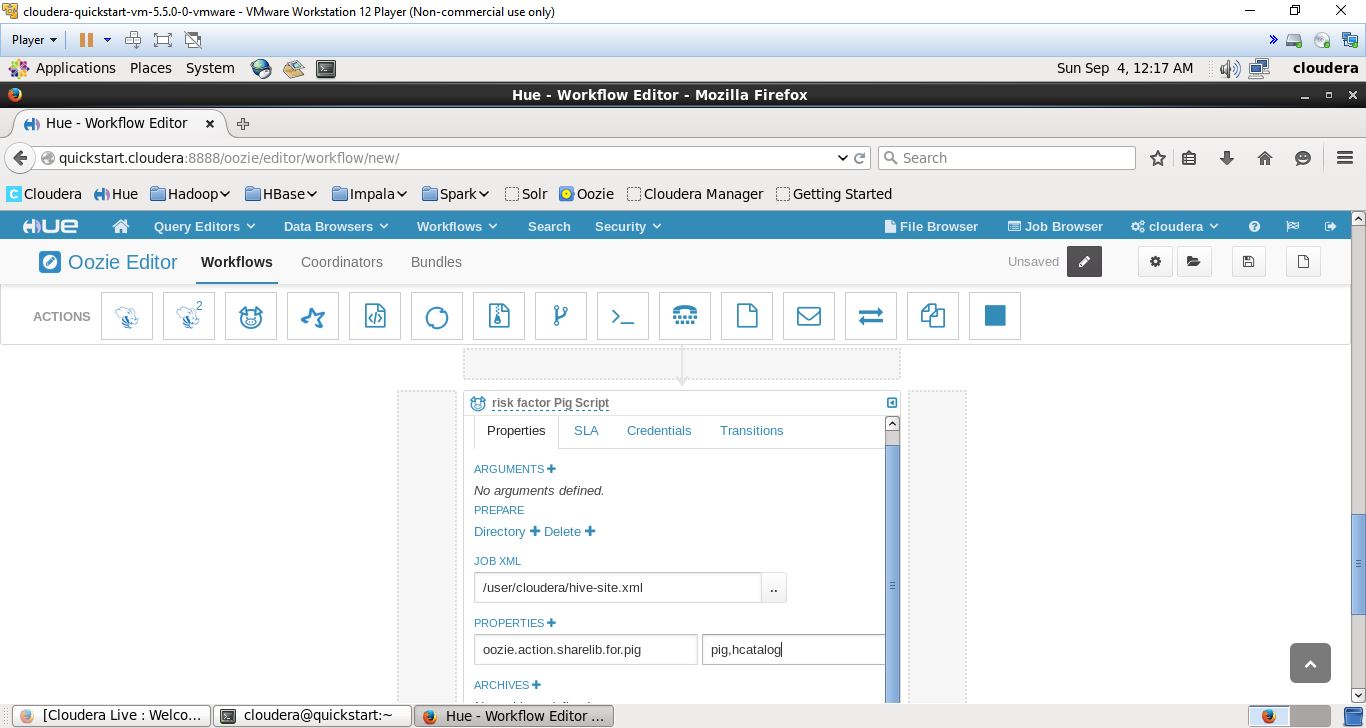 cloudera-quickstart-vm-5.5.0-0-vmware - VMware Workstation 12 Player (Non-commercial use only)
Player
Applications Places System Sun Sep 4, 12:17 AM cloudera
Hue - Workflow Editor - Mozilla Firefox
Hue - Workflow Editor
quickstart.cloudera:8888/oozie/editor/workflow/new/ Search
Cloudera Hue Hadoop HBase Impala Spark Solr Oozie Cloudera Manager Getting Started
HUE Query Editors Data Browsers Workflows Search Security File Browser Job Browser cloudera
Oozie Editor Workflows Coordinators Bundles Unsaved
ACTIONS 2
risk factor Pig Script
Properties SLA Credentials Transitions
ARGUMENTS +
No arguments defined.
PREPARE
Directory + Delete +
JOB XML
/user/cloudera/hive-site.xml ..
PROPERTIES +
oozie.action.sharelib.for.pig pig,hcatalog
ARCHIVES +
[Cloudera Live : Welco... cloudera@quickstart:~ Hue - Workflow Editor ...